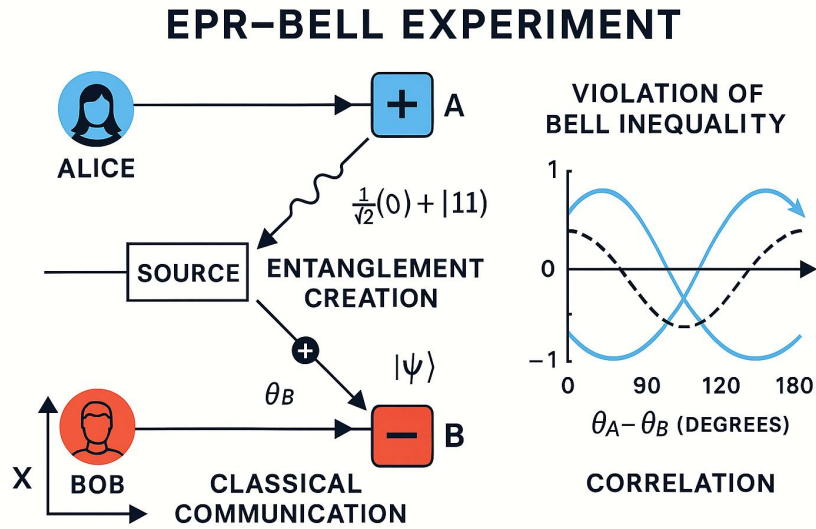 EPR–BELL EXPERIMENT
ALICE
+
A
1/√2(0) + |11⟩
SOURCE
ENTANGLEMENT
CREATION
+
|ψ⟩
θB
BOB
−
B
X
CLASSICAL
COMMUNICATION
VIOLATION OF
BELL INEQUALITY
1
0
−1
0 90 120 180
θA−θB (DEGREES)
CORRELATION